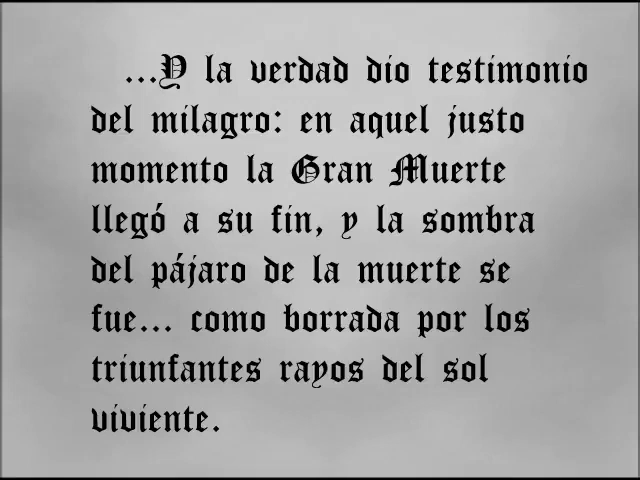 ...Y la verdad dio testimonio
del milagro: en aquel justo
momento la Gran Muerte
llegó a su fin, y la sombra
del pájaro de la muerte se
fue... como borrada por los
triunfantes rayos del sol
viviente.